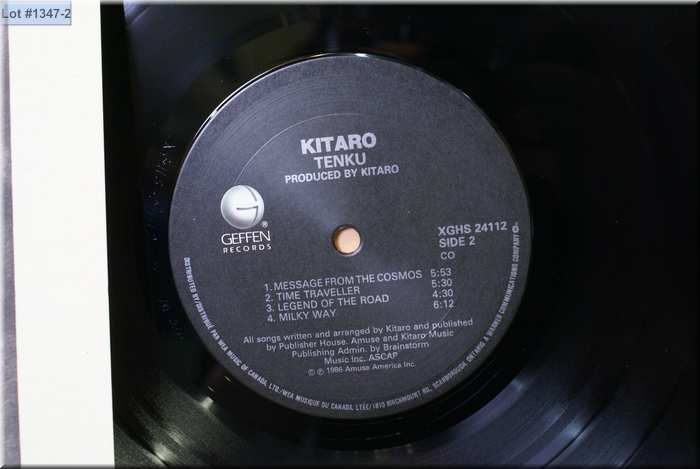 Lot #1347-2
KITARO
TENKU
PRODUCED BY KITARO
G
®
GEFFEN
RECORDS
XGHS 24112
SIDE 2
CO
1. MESSAGE FROM THE COSMOS 5:53
2. TIME TRAVELLER 5:30
3. LEGEND OF THE ROAD 4:30
4. MILKY WAY 6:12
All songs written and arranged by Kitaro and published
by Publisher House. Amuse and Kitaro Music
Publishing Admin. by Brainstorm
Music Inc. ASCAP
© ℗ 1986 Amuse America Inc.
DISTRIBUTED BY/DISTRIBUÉ PAR WEA MUSIC OF CANADA, LTD./WEA MUSIQUE DU CANADA, LTÉE/1810 BIRCHMOUNT RD., SCARBOROUGH, ONTARIO. A WARNER COMMUNICATIONS COMPANY